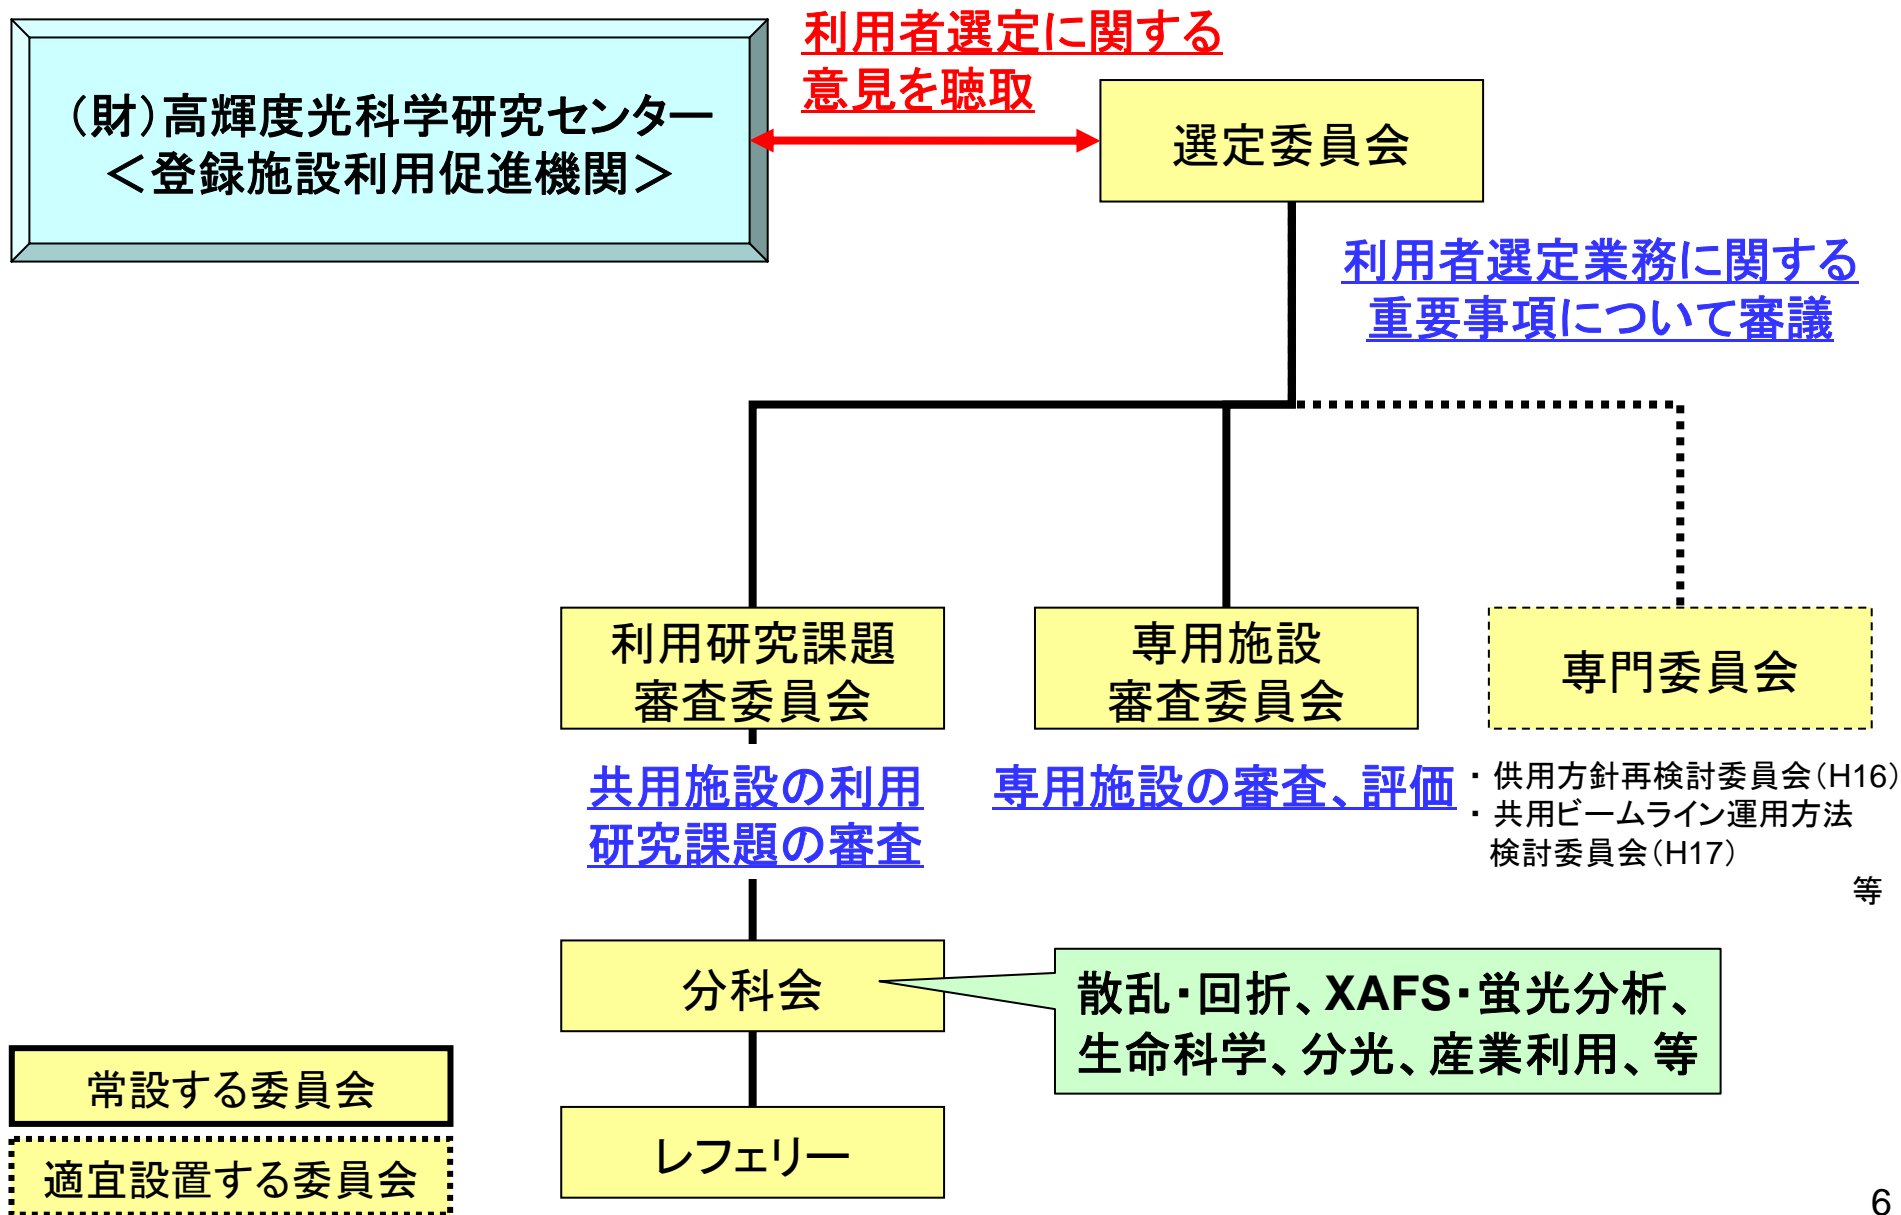 (財)高輝度光科学研究センター
＜登録施設利用促進機関＞
利用者選定に関する
意見を聴取
選定委員会
利用者選定業務に関する
重要事項について審議
利用研究課題
審査委員会
専用施設
審査委員会
専門委員会
共用施設の利用
研究課題の審査
専用施設の審査、評価
・供用方針再検討委員会(H16)
・共用ビームライン運用方法
検討委員会(H17)
等
分科会
散乱・回折、XAFS・蛍光分析、
生命科学、分光、産業利用、等
レフェリー
常設する委員会
適宜設置する委員会
6